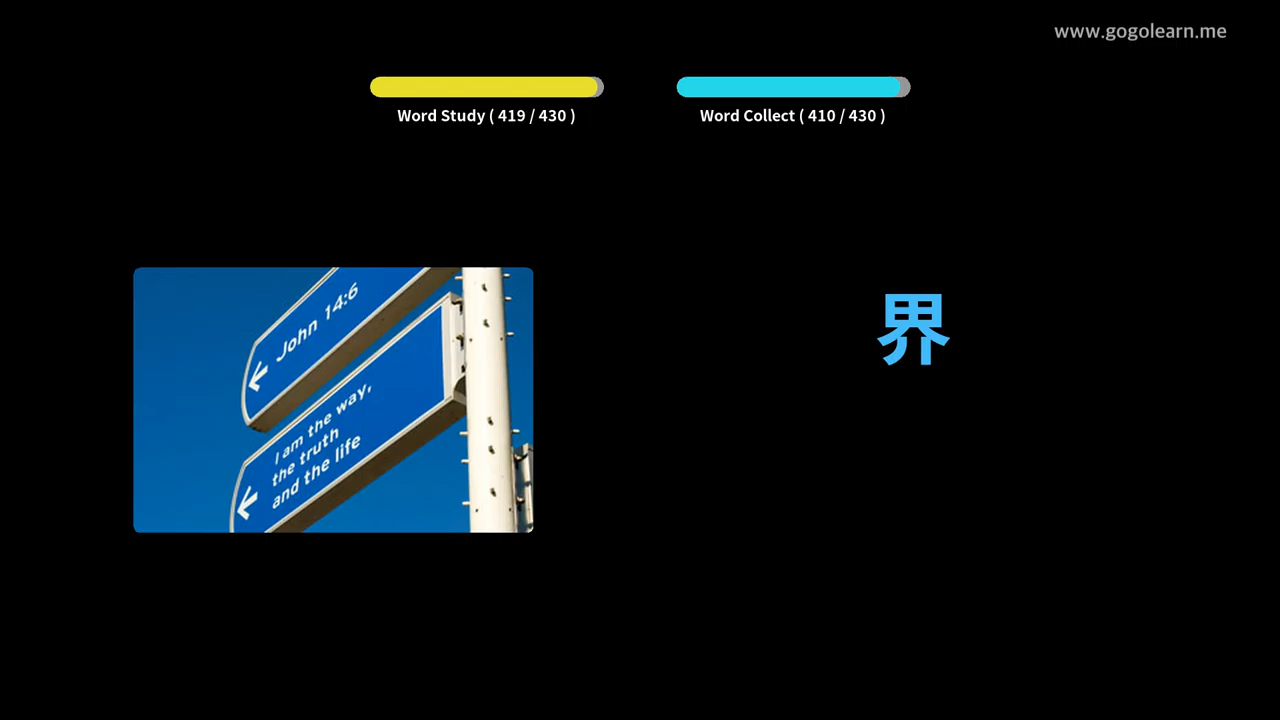 www.gogolearn.me
Word Study ( 419 / 430 )
Word Collect ( 410 / 430 )
John 14:6
I am the way,
the truth
and the life
界